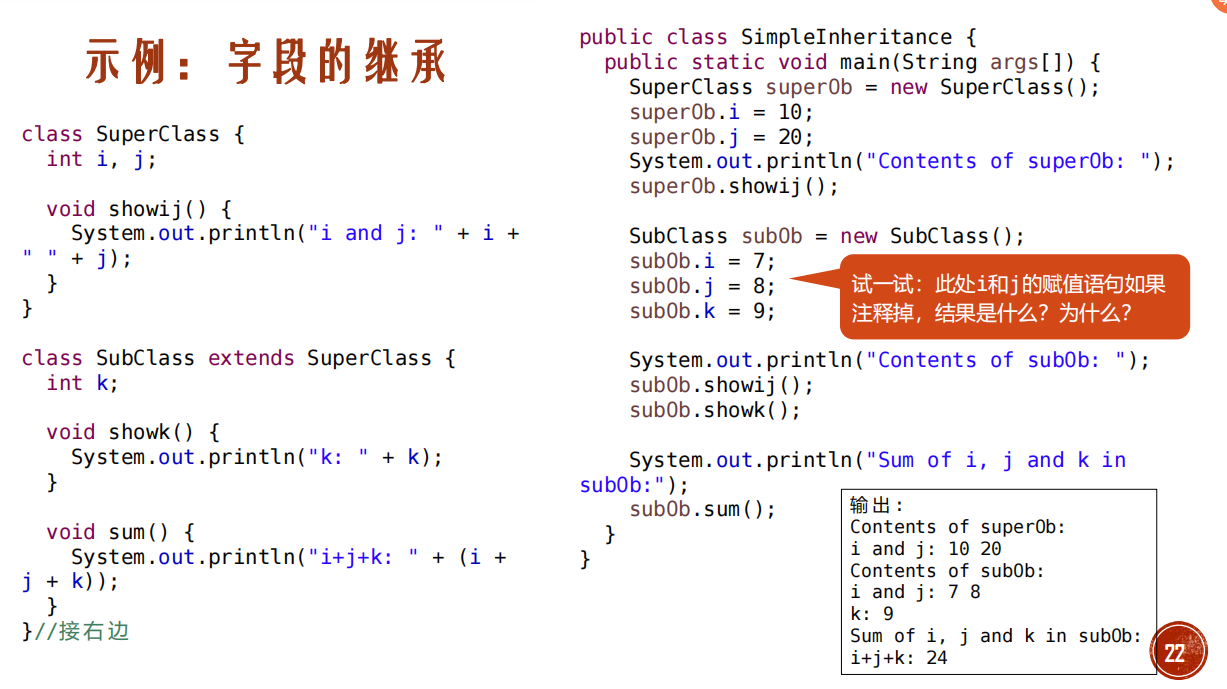 示例：字段的继承
class SuperClass {
int i, j;
void showij() {
System.out.println("i and j: " + i +
" " + j);
}
}
class SubClass extends SuperClass {
int k;
void showk() {
System.out.println("k: " + k);
}
void sum() {
System.out.println("i+j+k: " + (i +
j + k));
}
}//接右边
public class SimpleInheritance {
public static void main(String args[]) {
SuperClass superOb = new SuperClass();
superOb.i = 10;
superOb.j = 20;
System.out.println("Contents of superOb: ");
superOb.showij();
SubClass subOb = new SubClass();
subOb.i = 7;
subOb.j = 8;
subOb.k = 9;
试一试：此处i和j的赋值语句如果
注释掉，结果是什么？为什么？
System.out.println("Contents of subOb: ");
subOb.showij();
subOb.showk();
System.out.println("Sum of i, j and k in
subOb:");
subOb.sum();
}
}
输出：
Contents of superOb:
i and j: 10 20
Contents of subOb:
i and j: 7 8
k: 9
Sum of i, j and k in subOb:
i+j+k: 24
22